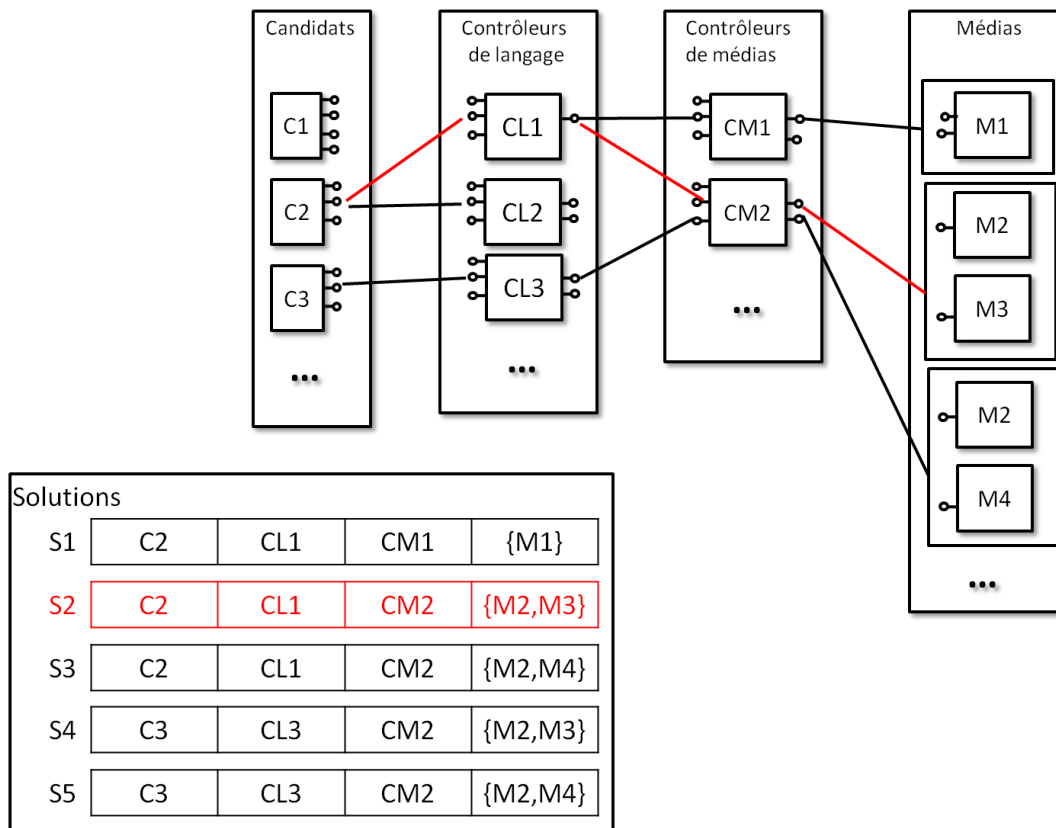 Candidats
C1
C2
C3
...
Contrôleurs
de langage
CL1
CL2
CL3
...
Contrôleurs
de médias
CM1
CM2
...
Médias
M1
M2
M3
M2
M4
...
Solutions
S1 C2 CL1 CM1 {M1}
S2 C2 CL1 CM2 {M2,M3}
S3 C2 CL1 CM2 {M2,M4}
S4 C3 CL3 CM2 {M2,M3}
S5 C3 CL3 CM2 {M2,M4}